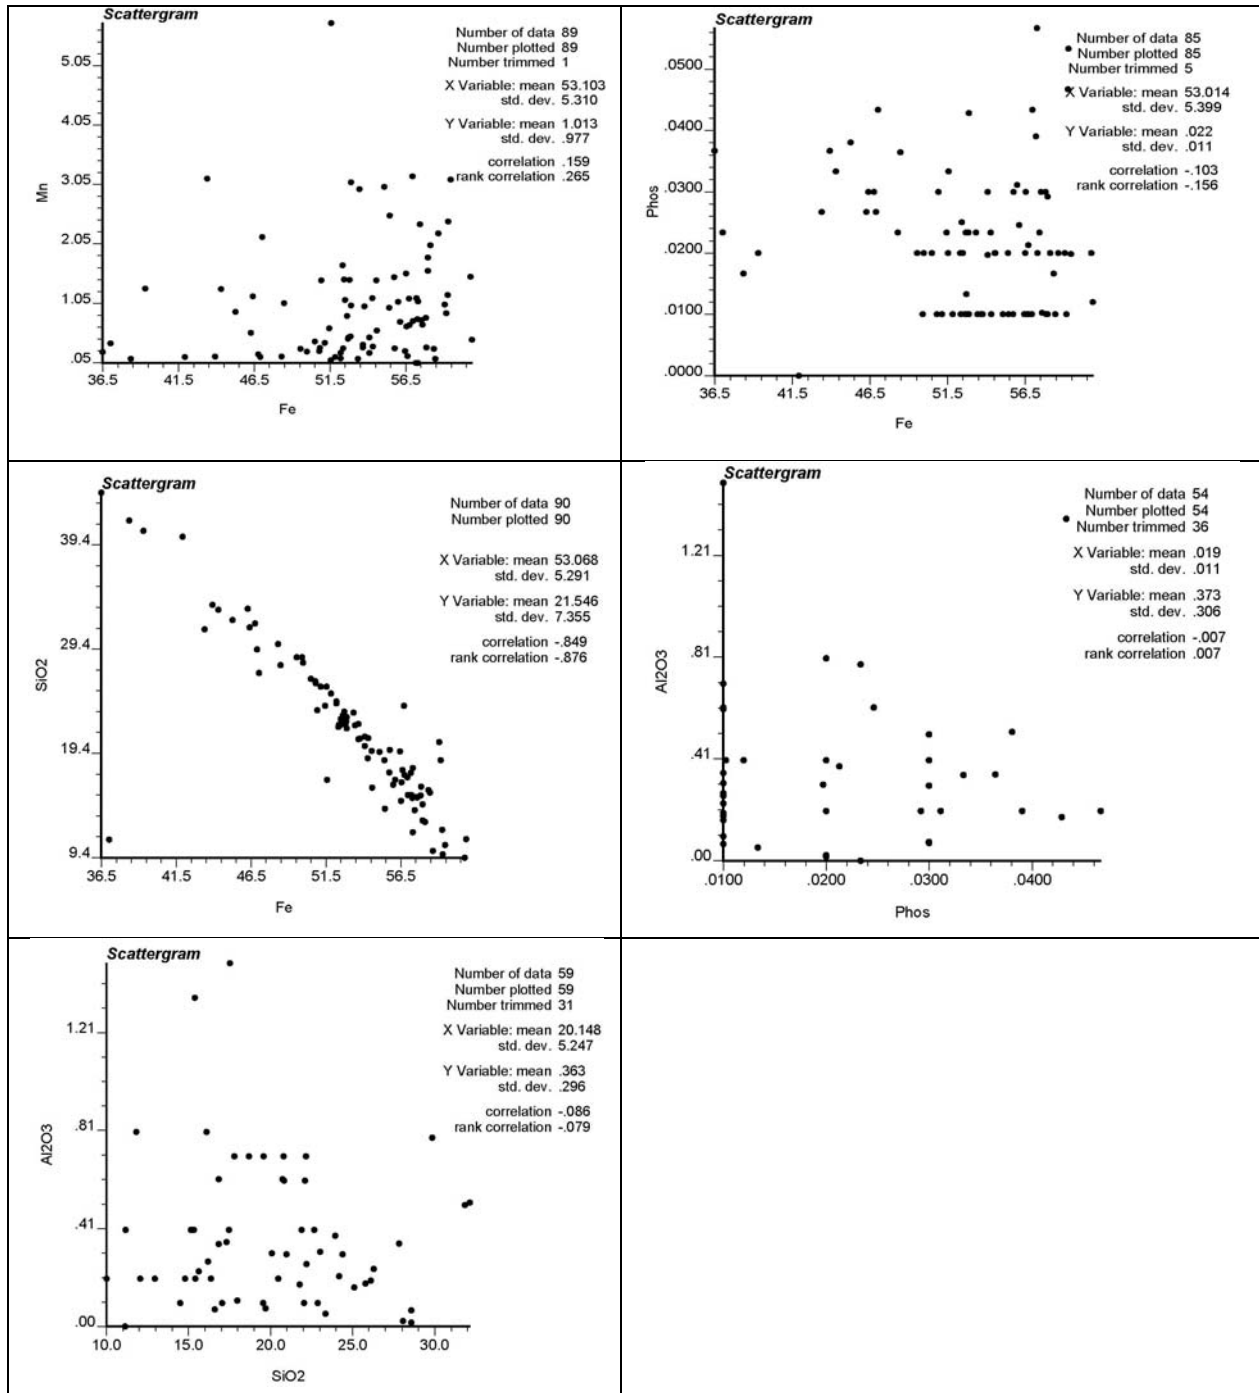 Scattergram
Number of data 89
Number plotted 89
Number trimmed 1
X Variable: mean 53.103
std. dev. 5.310
Y Variable: mean 1.013
std. dev. .977
correlation .159
rank correlation .265
5.05
4.05
3.05
2.05
1.05
.05
Mn
36.5 41.5 46.5 51.5 56.5
Fe
Scattergram
Number of data 85
Number plotted 85
Number trimmed 5
X Variable: mean 53.014
std. dev. 5.399
Y Variable: mean .022
std. dev. .011
correlation -.103
rank correlation -.156
.0500
.0400
.0300
.0200
.0100
.0000
Phos
36.5 41.5 46.5 51.5 56.5
Fe
Scattergram
Number of data 90
Number plotted 90
X Variable: mean 53.068
std. dev. 5.291
Y Variable: mean 21.546
std. dev. 7.355
correlation -.849
rank correlation -.876
39.4
29.4
19.4
9.4
SiO2
36.5 41.5 46.5 51.5 56.5
Fe
Scattergram
Number of data 54
Number plotted 54
Number trimmed 36
X Variable: mean .019
std. dev. .011
Y Variable: mean .373
std. dev. .306
correlation -.007
rank correlation .007
1.21
.81
.41
.00
Al2O3
.0100 .0200 .0300 .0400
Phos
Scattergram
Number of data 59
Number plotted 59
Number trimmed 31
X Variable: mean 20.148
std. dev. 5.247
Y Variable: mean .363
std. dev. .296
correlation -.086
rank correlation -.079
1.21
.81
.41
.00
Al2O3
10.0 15.0 20.0 25.0 30.0
SiO2